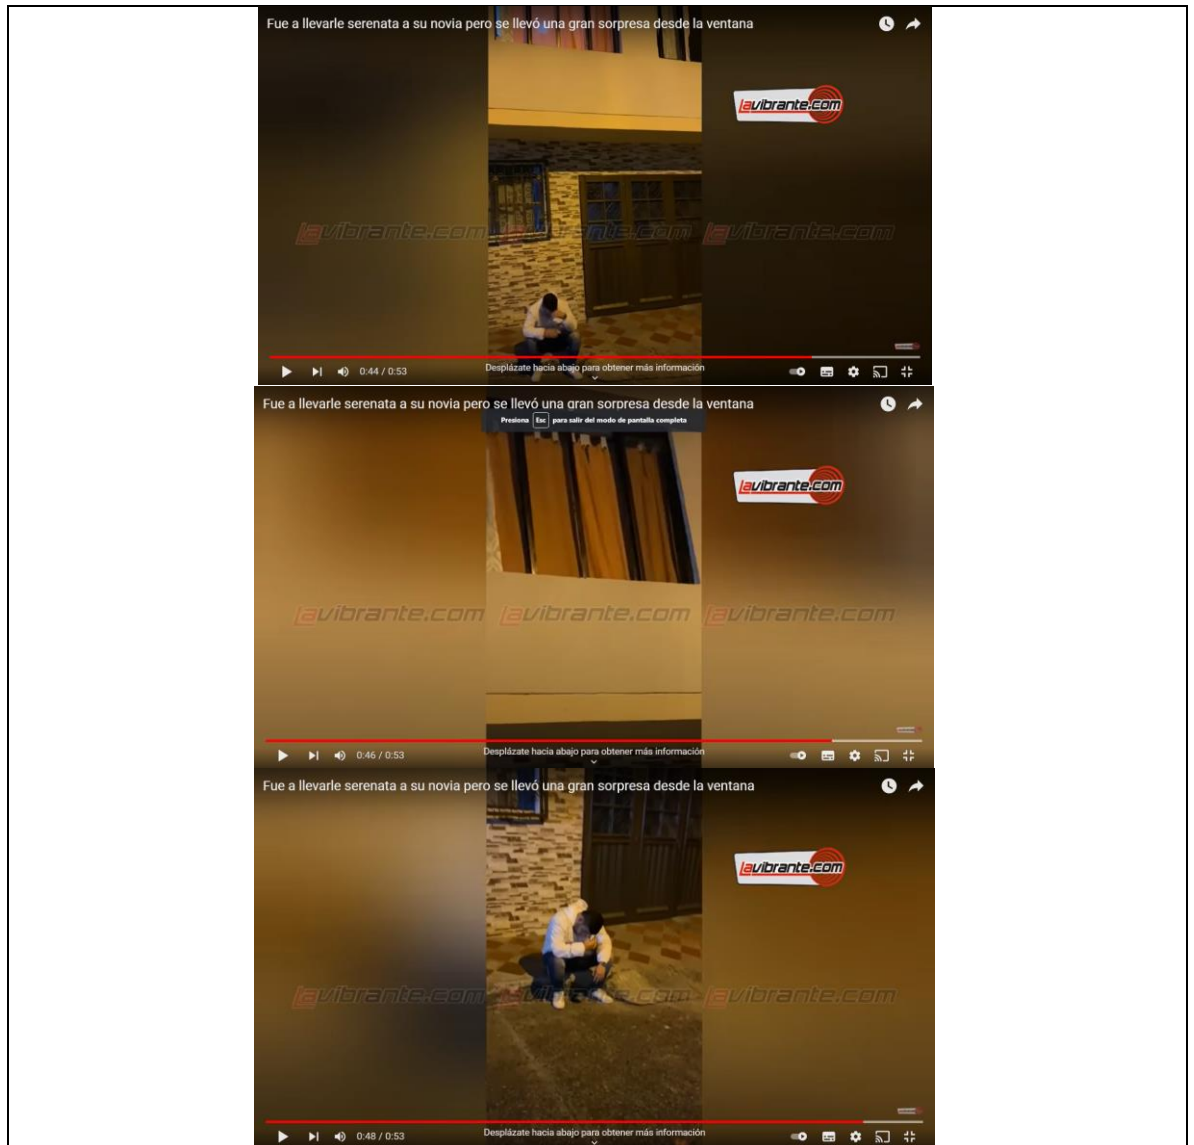 Fue a llevarle serenata a su novia pero se llevó una gran sorpresa desde la ventana
lavibrante.com
lavibrante.com lavibrante.com lavibrante.com
0:44 / 0:53
Desplázate hacia abajo para obtener más información
Fue a llevarle serenata a su novia pero se llevó una gran sorpresa desde la ventana
Presiona Esc para salir del modo de pantalla completa
lavibrante.com
lavibrante.com lavibrante.com lavibrante.com
0:46 / 0:53
Desplázate hacia abajo para obtener más información
Fue a llevarle serenata a su novia pero se llevó una gran sorpresa desde la ventana
lavibrante.com
lavibrante.com lavibrante.com lavibrante.com
0:48 / 0:53
Desplázate hacia abajo para obtener más información